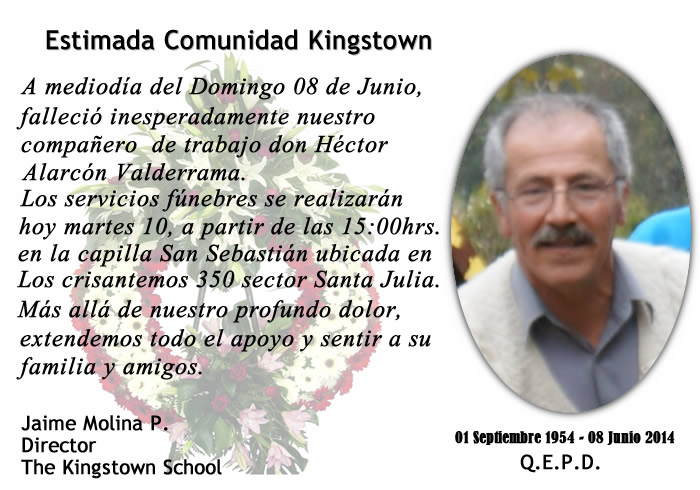 Estimada Comunidad Kingstown
A mediodía del Domingo 08 de Junio,
falleció inesperadamente nuestro
compañero de trabajo don Héctor
Alarcón Valderrama.
Los servicios fúnebres se realizarán
hoy martes 10, a partir de las 15:00hrs.
en la capilla San Sebastián ubicada en
Los crisantemos 350 sector Santa Julia.
Más allá de nuestro profundo dolor,
extendemos todo el apoyo y sentir a su
familia y amigos.
Jaime Molina P.
Director
The Kingstown School
01 Septiembre 1954 - 08 Junio 2014
Q.E.P.D.